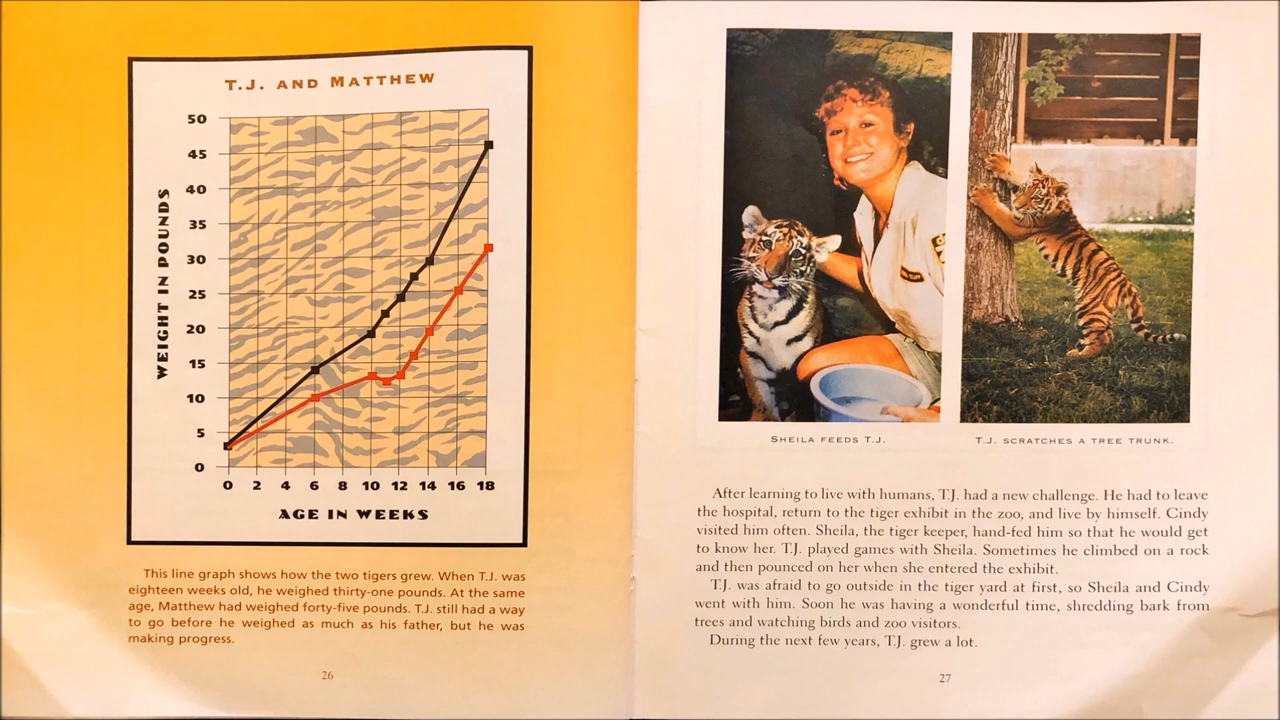 T.J. AND MATTHEW
50
45
40
35
30
25
20
15
10
5
0
WEIGHT IN POUNDS
0 2 4 6 8 10 12 14 16 18
AGE IN WEEKS
This line graph shows how the two tigers grew. When T.J. was
eighteen weeks old, he weighed thirty-one pounds. At the same
age, Matthew had weighed forty-five pounds. T.J. still had a way
to go before he weighed as much as his father, but he was
making progress.
26
SHEILA FEEDS T.J.
T.J. SCRATCHES A TREE TRUNK.
After learning to live with humans, T.J. had a new challenge. He had to leave
the hospital, return to the tiger exhibit in the zoo, and live by himself. Cindy
visited him often. Sheila, the tiger keeper, hand-fed him so that he would get
to know her. T.J. played games with Sheila. Sometimes he climbed on a rock
and then pounced on her when she entered the exhibit.
T.J. was afraid to go outside in the tiger yard at first, so Sheila and Cindy
went with him. Soon he was having a wonderful time, shredding bark from
trees and watching birds and zoo visitors.
During the next few years, T.J. grew a lot.
27